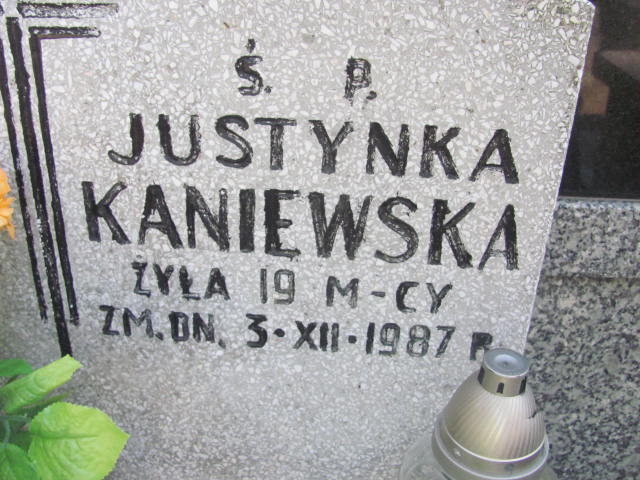 Ś. P.
JUSTYNKA
KANIEWSKA
ŻYŁA 19 M-CY
ZM. DN. 3·XII·1987 R.